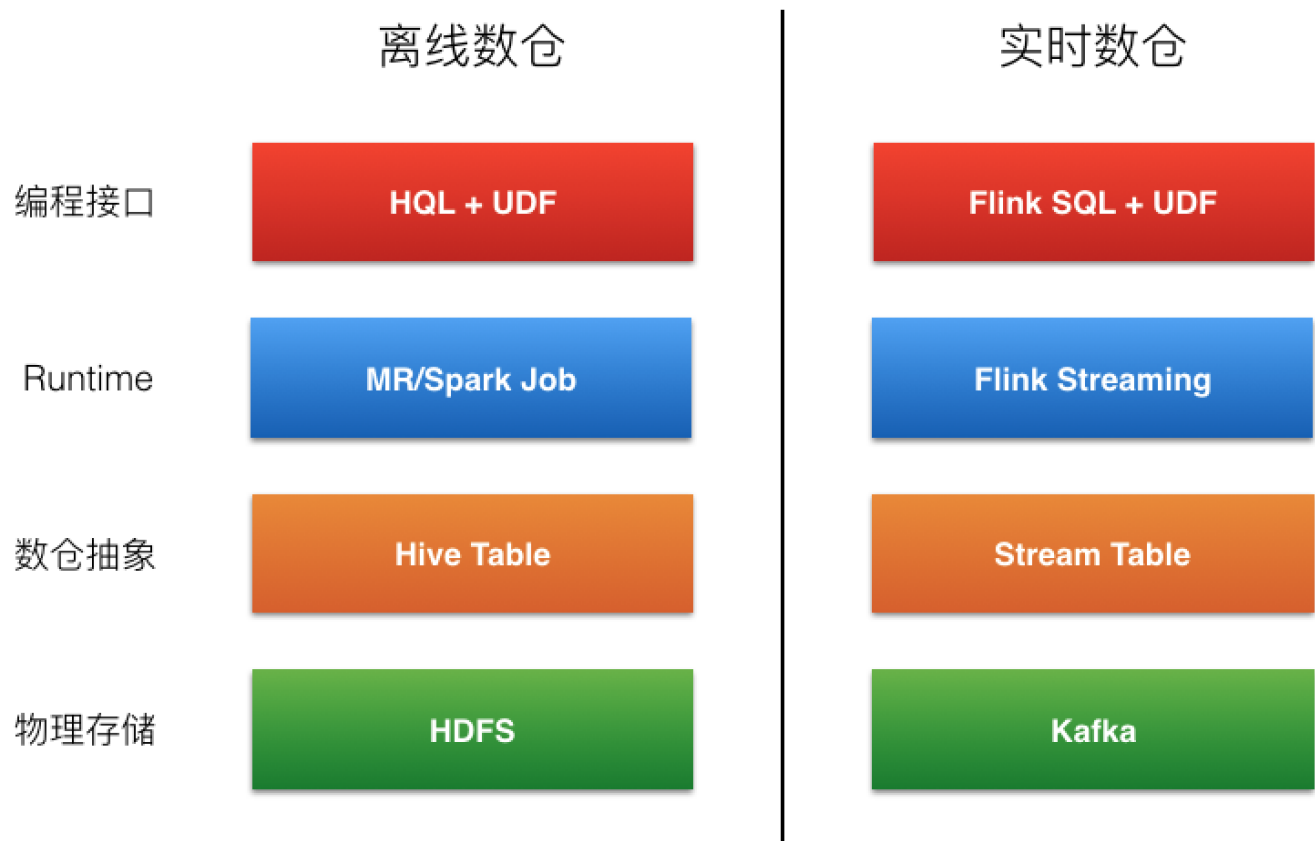 离线数仓
实时数仓
编程接口
HQL + UDF
Flink SQL + UDF
Runtime
MR/Spark Job
Flink Streaming
数仓抽象
Hive Table
Stream Table
物理存储
HDFS
Kafka